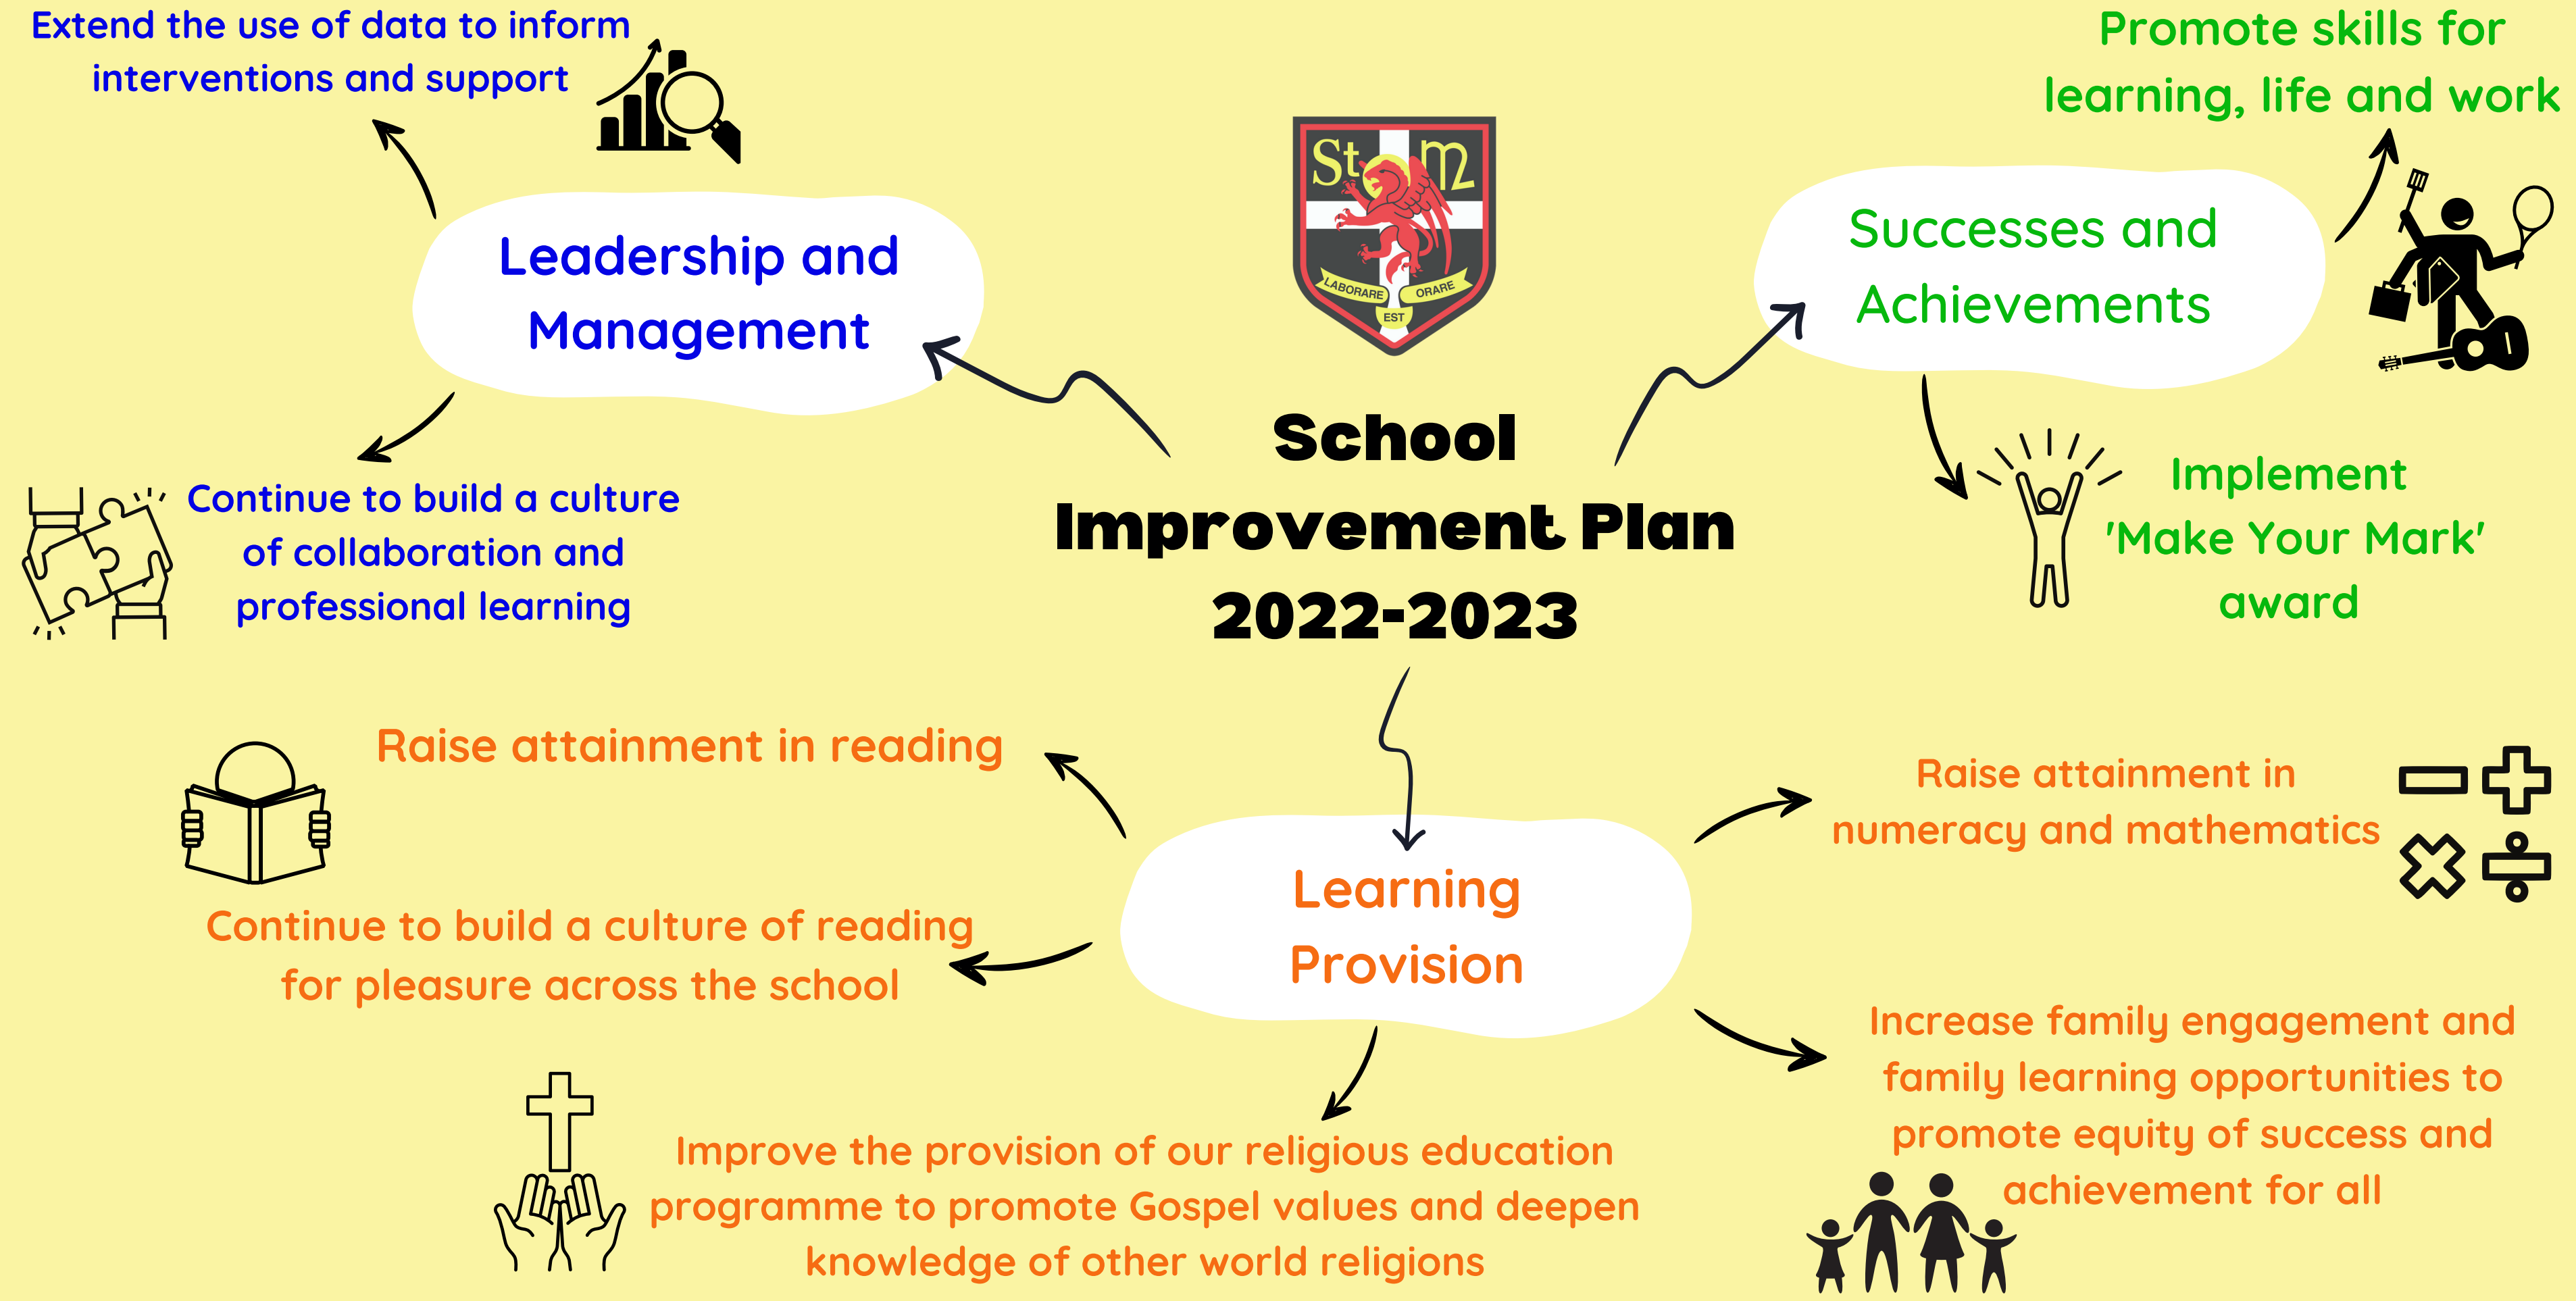 Extend the use of data to inform
interventions and support
Leadership and
Management
Continue to build a culture
of collaboration and
professional learning
St M
LABORARE
EST
ORARE
School
Improvement Plan
2022-2023
Promote skills for
learning, life and work
Successes and
Achievements
Implement
'Make Your Mark'
award
Learning
Provision
Raise attainment in reading
Continue to build a culture of reading
for pleasure across the school
Improve the provision of our religious education
programme to promote Gospel values and deepen
knowledge of other world religions
Raise attainment in
numeracy and mathematics
Increase family engagement and
family learning opportunities to
promote equity of success and
achievement for all